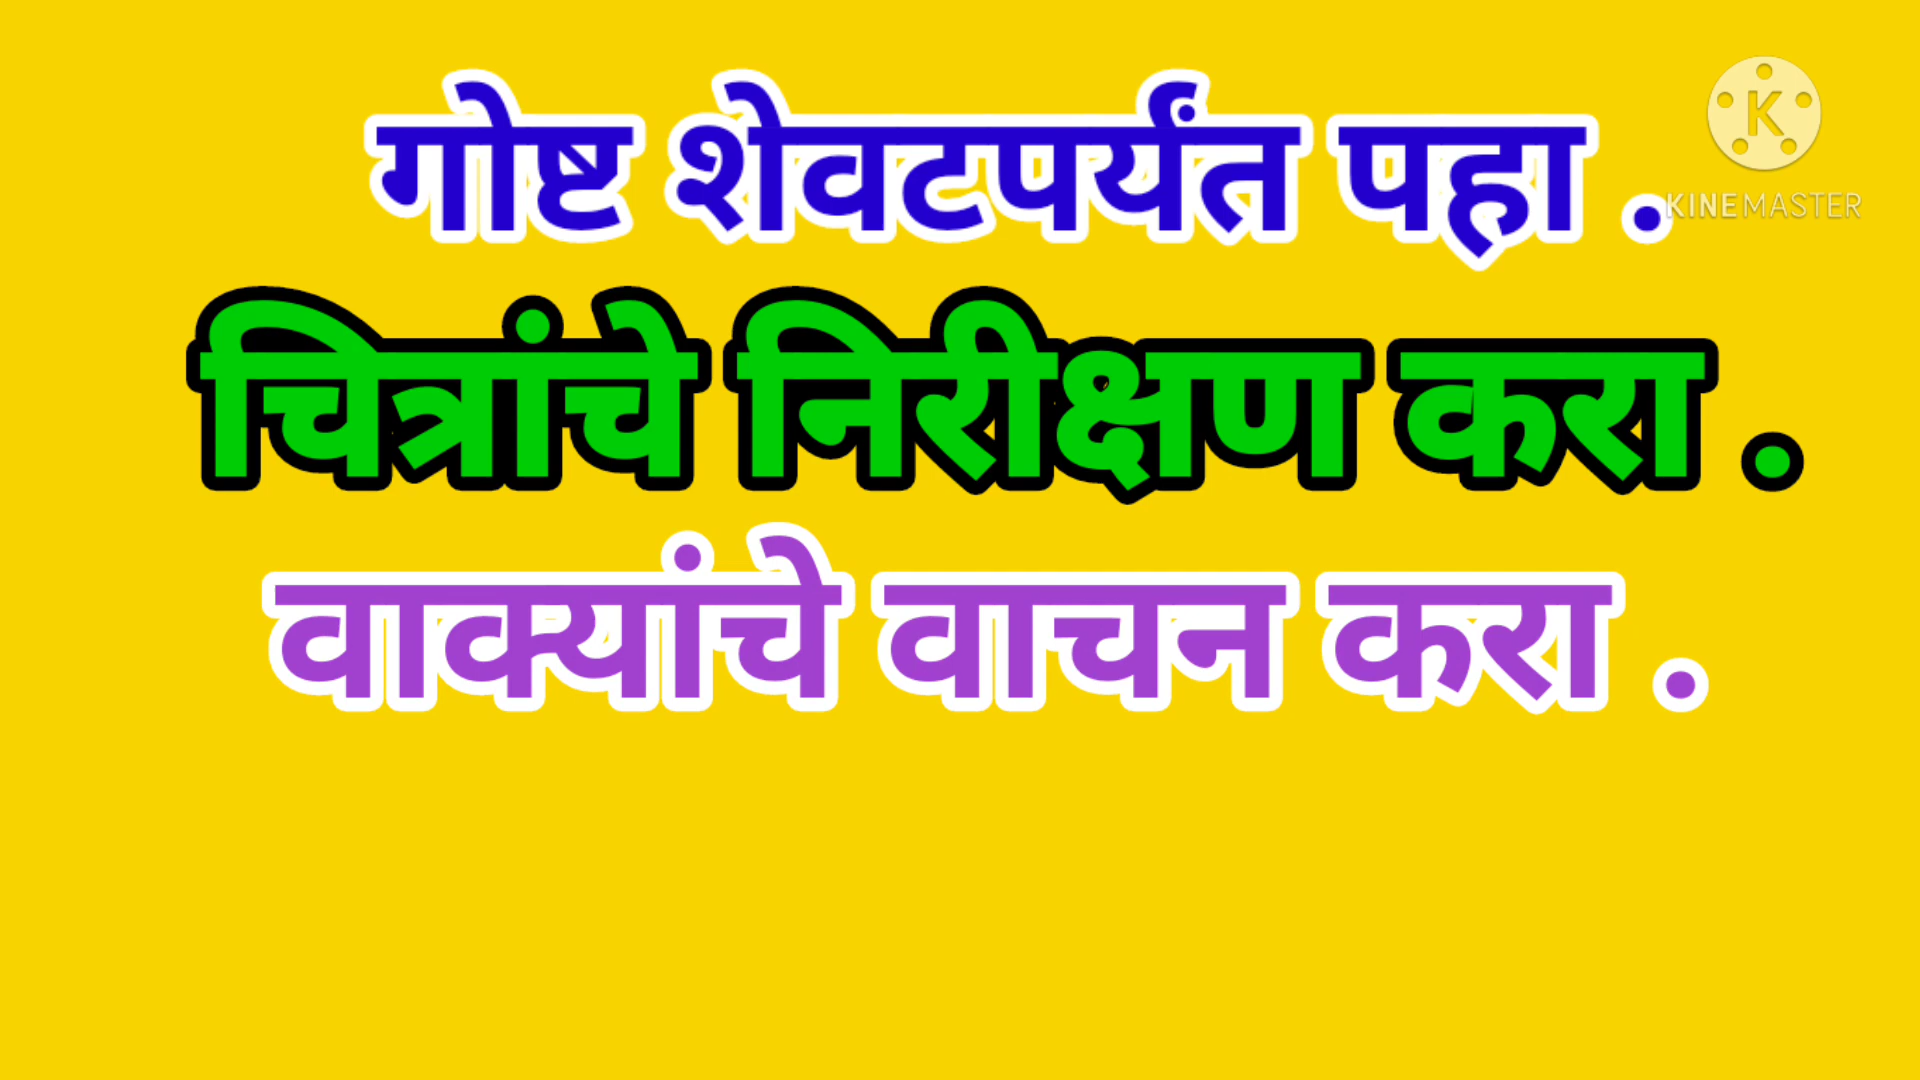 गोष्ट शेवटपर्यंत पहा .
KINEMASTER
चित्रांचे निरीक्षण करा .
वाक्यांचे वाचन करा .